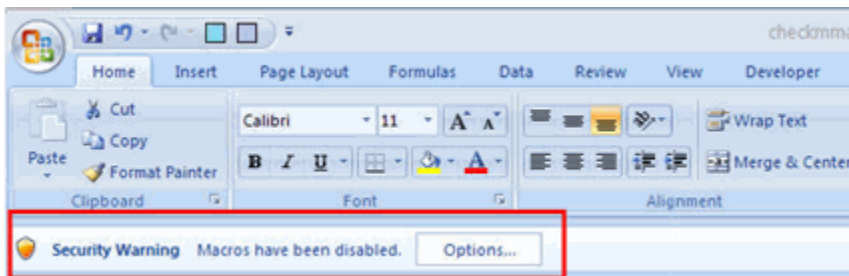 checkmma
Home Insert Page Layout Formulas Data Review View Developer
Cut
Calibri 11 A A Wrap Text
Copy
Paste B I U A Merge & Center
Format Painter
Clipboard Font Alignment
Security Warning Macros have been disabled. Options...